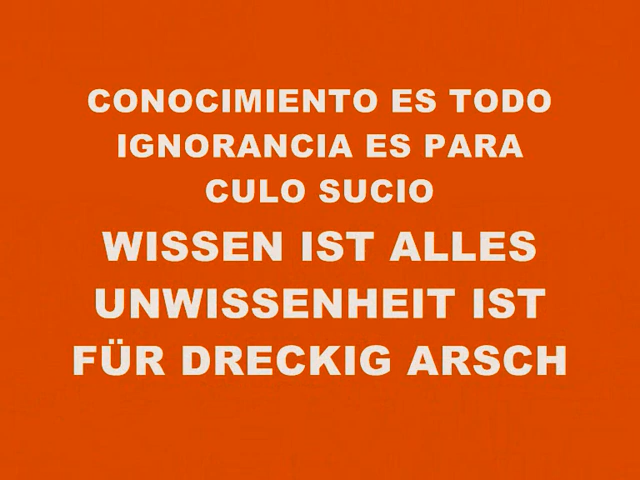 CONOCIMIENTO ES TODO
IGNORANCIA ES PARA
CULO SUCIO
WISSEN IST ALLES
UNWISSENHEIT IST
FÜR DRECKIG ARSCH